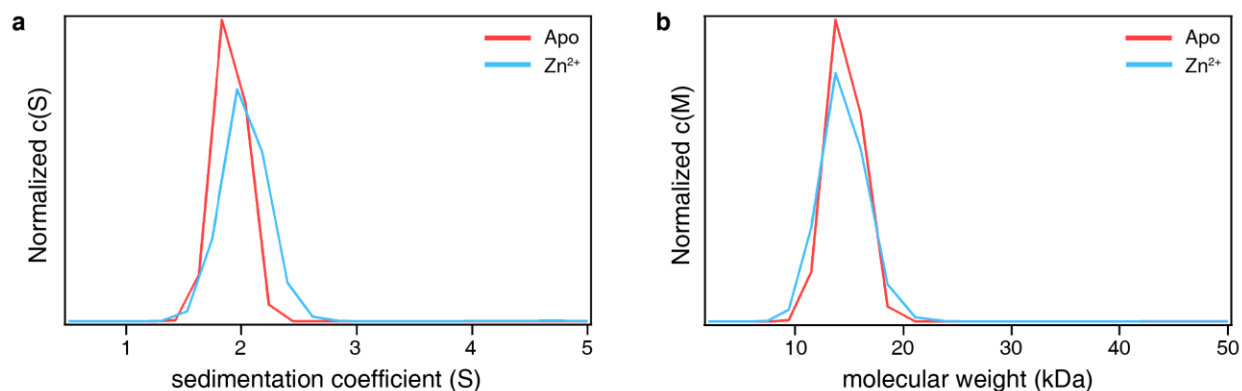 a
Normalized c(S)
Apo
Zn²⁺
1 2 3 4 5
sedimentation coefficient (S)
b
Normalized c(M)
Apo
Zn²⁺
10 20 30 40 50
molecular weight (kDa)